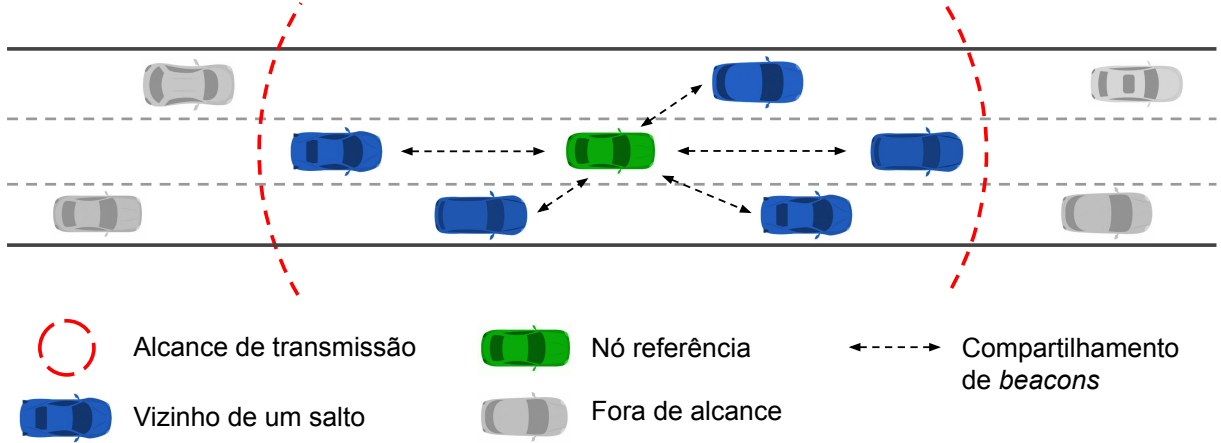 Alcance de transmissão
Nó referência
Compartilhamento
de beacons
Vizinho de um salto
Fora de alcance